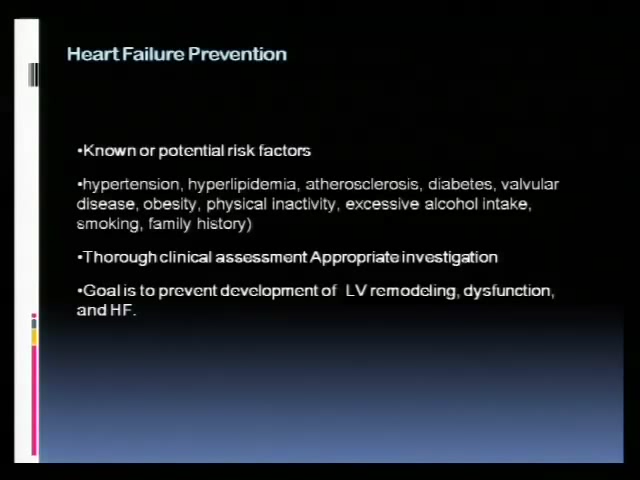 Heart Failure Prevention
•Known or potential risk factors
•hypertension, hyperlipidemia, atherosclerosis, diabetes, valvular
disease, obesity, physical inactivity, excessive alcohol intake,
smoking, family history)
•Thorough clinical assessment Appropriate investigation
•Goal is to prevent development of LV remodeling, dysfunction,
and HF.